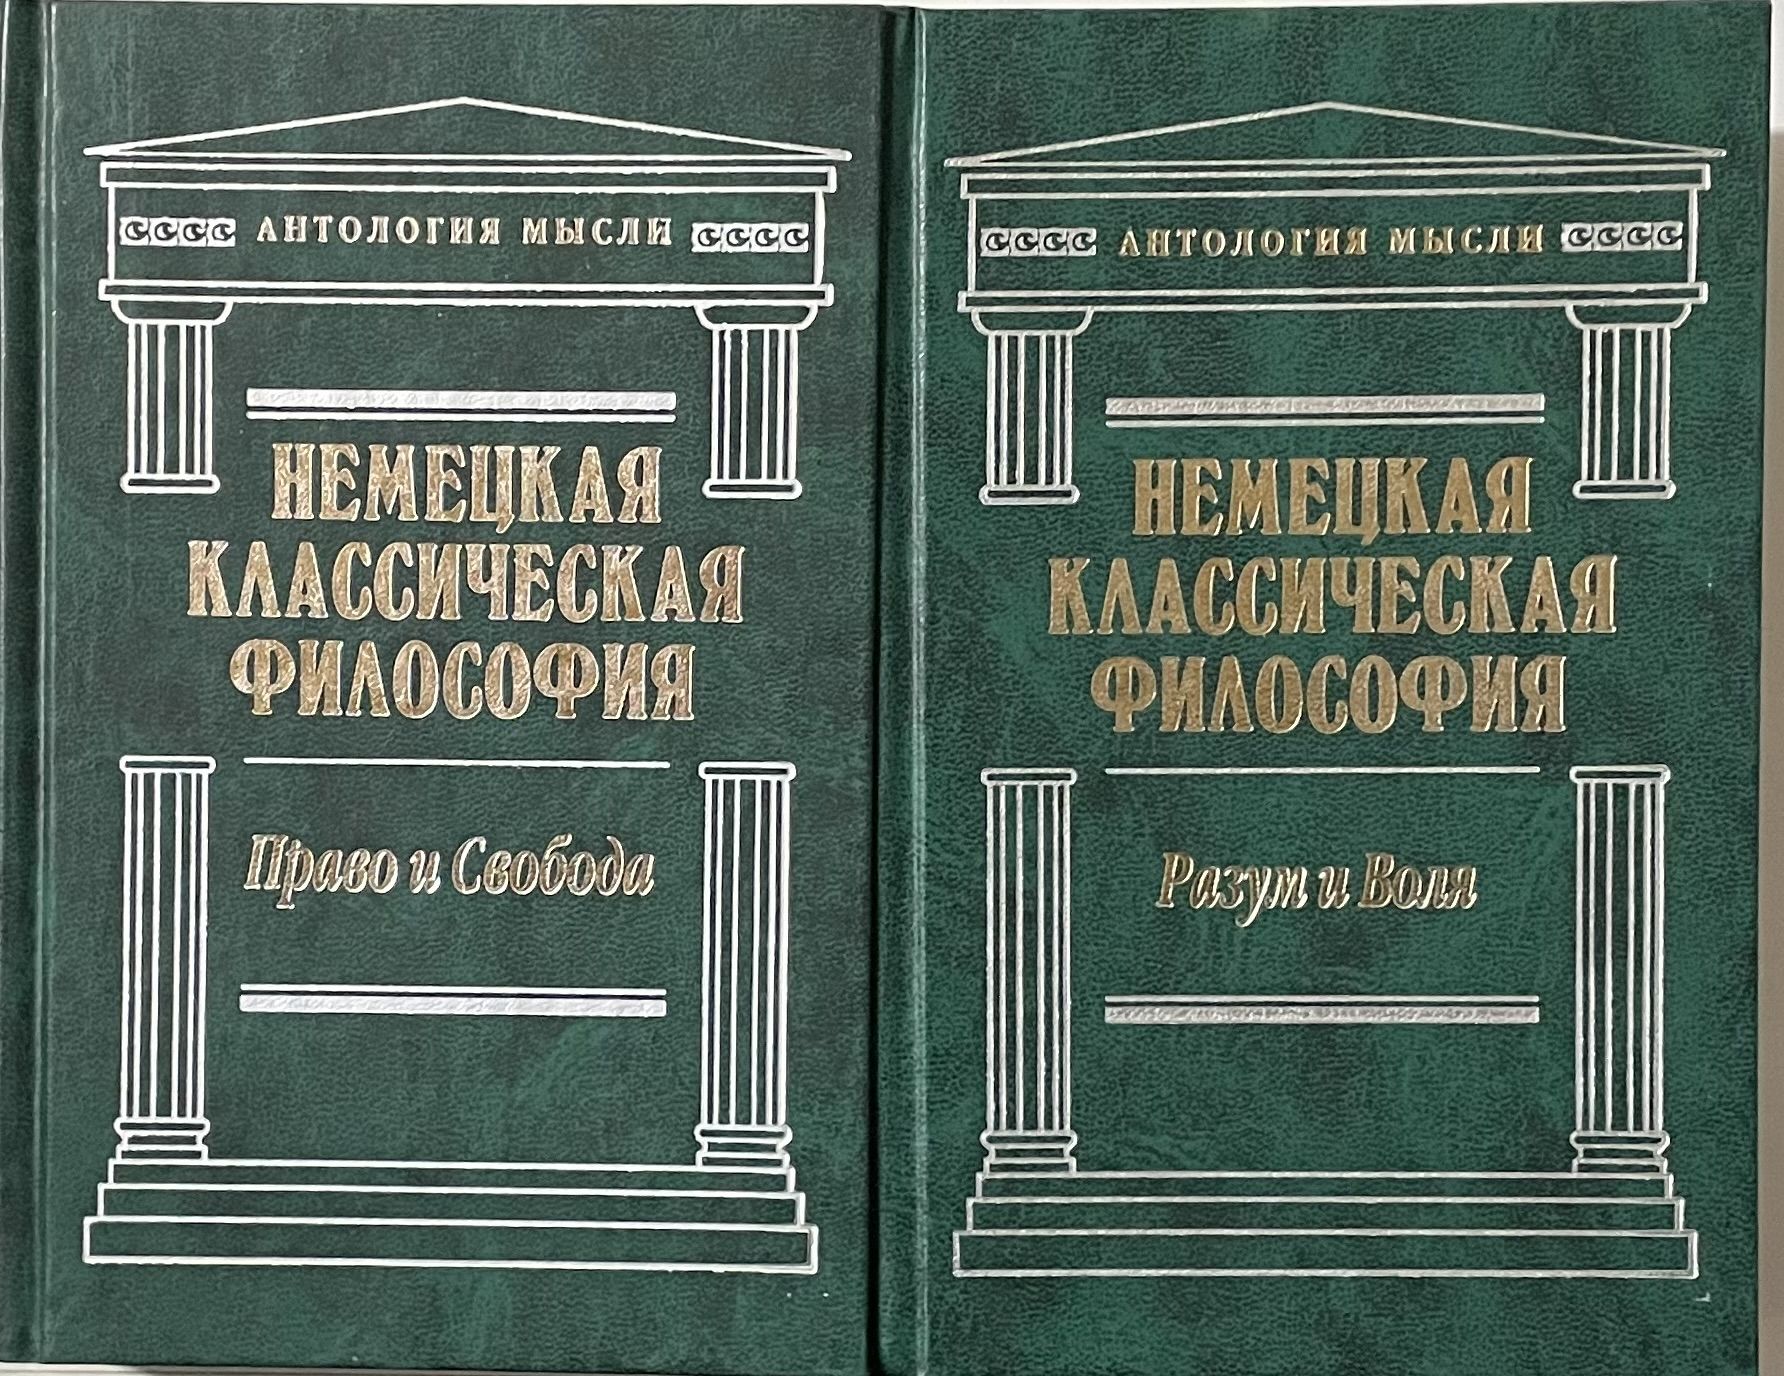 АНТОЛОГИЯ МЫСЛИ
НЕМЕЦКАЯ
КЛАССИЧЕСКАЯ
ФИЛОСОФИЯ
Право и Свобода
АНТОЛОГИЯ МЫСЛИ
НЕМЕЦКАЯ
КЛАССИЧЕСКАЯ
ФИЛОСОФИЯ
Разум и Воля